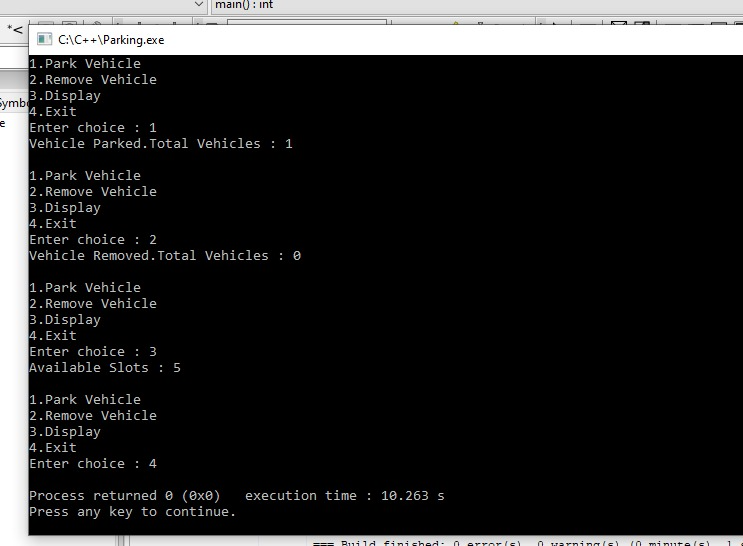 main() : int
*<
C:\C++\Parking.exe
Symbo
e
1.Park Vehicle
2.Remove Vehicle
3.Display
4.Exit
Enter choice : 1
Vehicle Parked.Total Vehicles : 1
1.Park Vehicle
2.Remove Vehicle
3.Display
4.Exit
Enter choice : 2
Vehicle Removed.Total Vehicles : 0
1.Park Vehicle
2.Remove Vehicle
3.Display
4.Exit
Enter choice : 3
Available Slots : 5
1.Park Vehicle
2.Remove Vehicle
3.Display
4.Exit
Enter choice : 4
Process returned 0 (0x0)   execution time : 10.263 s
Press any key to continue.
=== Build finished: 0 error(s), 0 warning(s) (0 minute(s), 1 s